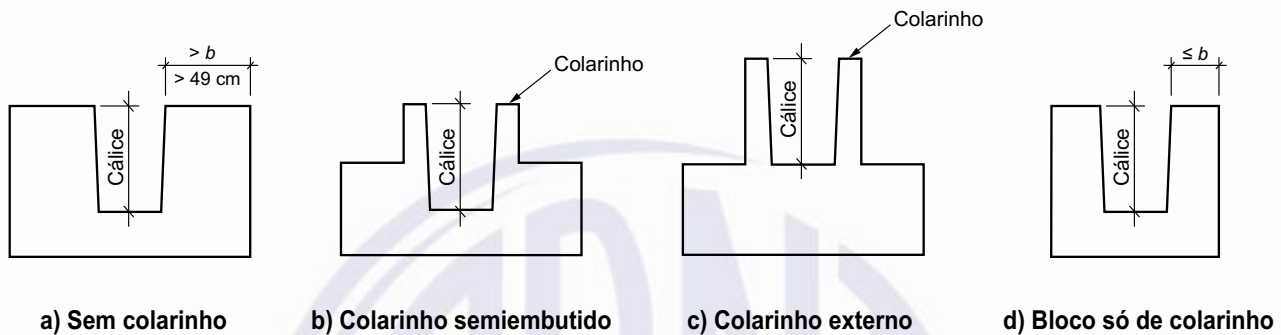 > b
> 49 cm
Cálice
a) Sem colarinho
Colarinho
Cálice
b) Colarinho semiembutido
Colarinho
Cálice
c) Colarinho externo
≤ b
Cálice
d) Bloco só de colarinho